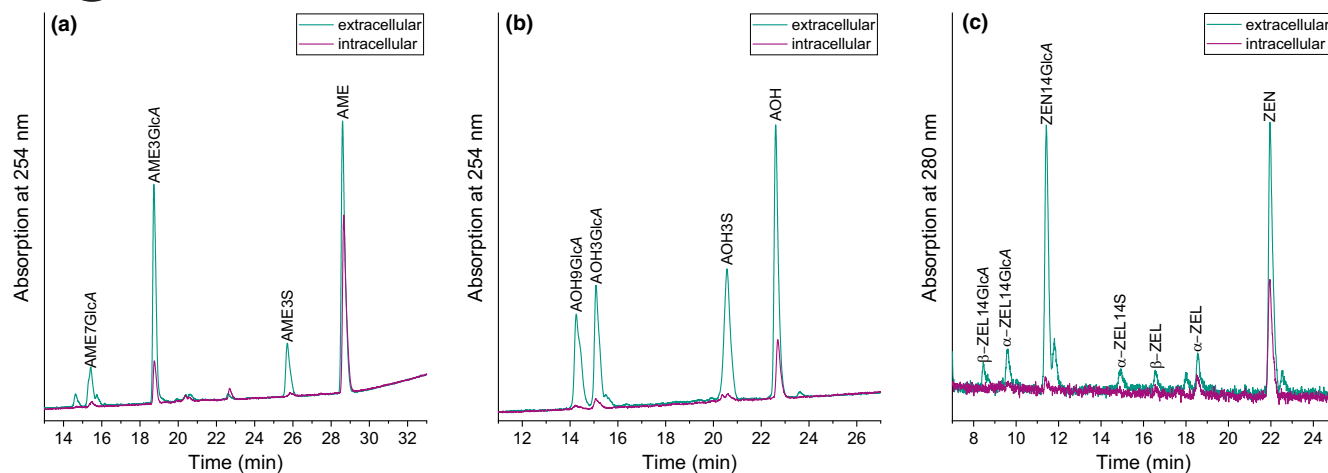 (a)
extracellular
intracellular
Absorption at 254 nm
AME7GlcA
AME3GlcA
AME3S
AME
14 16 18 20 22 24 26 28 30 32
Time (min)
(b)
extracellular
intracellular
Absorption at 254 nm
AOH9GlcA
AOH3GlcA
AOH3S
AOH
12 14 16 18 20 22 24 26
Time (min)
(c)
extracellular
intracellular
Absorption at 280 nm
β-ZEL14GlcA
α-ZEL14GlcA
ZEN14GlcA
α-ZEL14S
β-ZEL
α-ZEL
ZEN
8 10 12 14 16 18 20 22 24
Time (min)